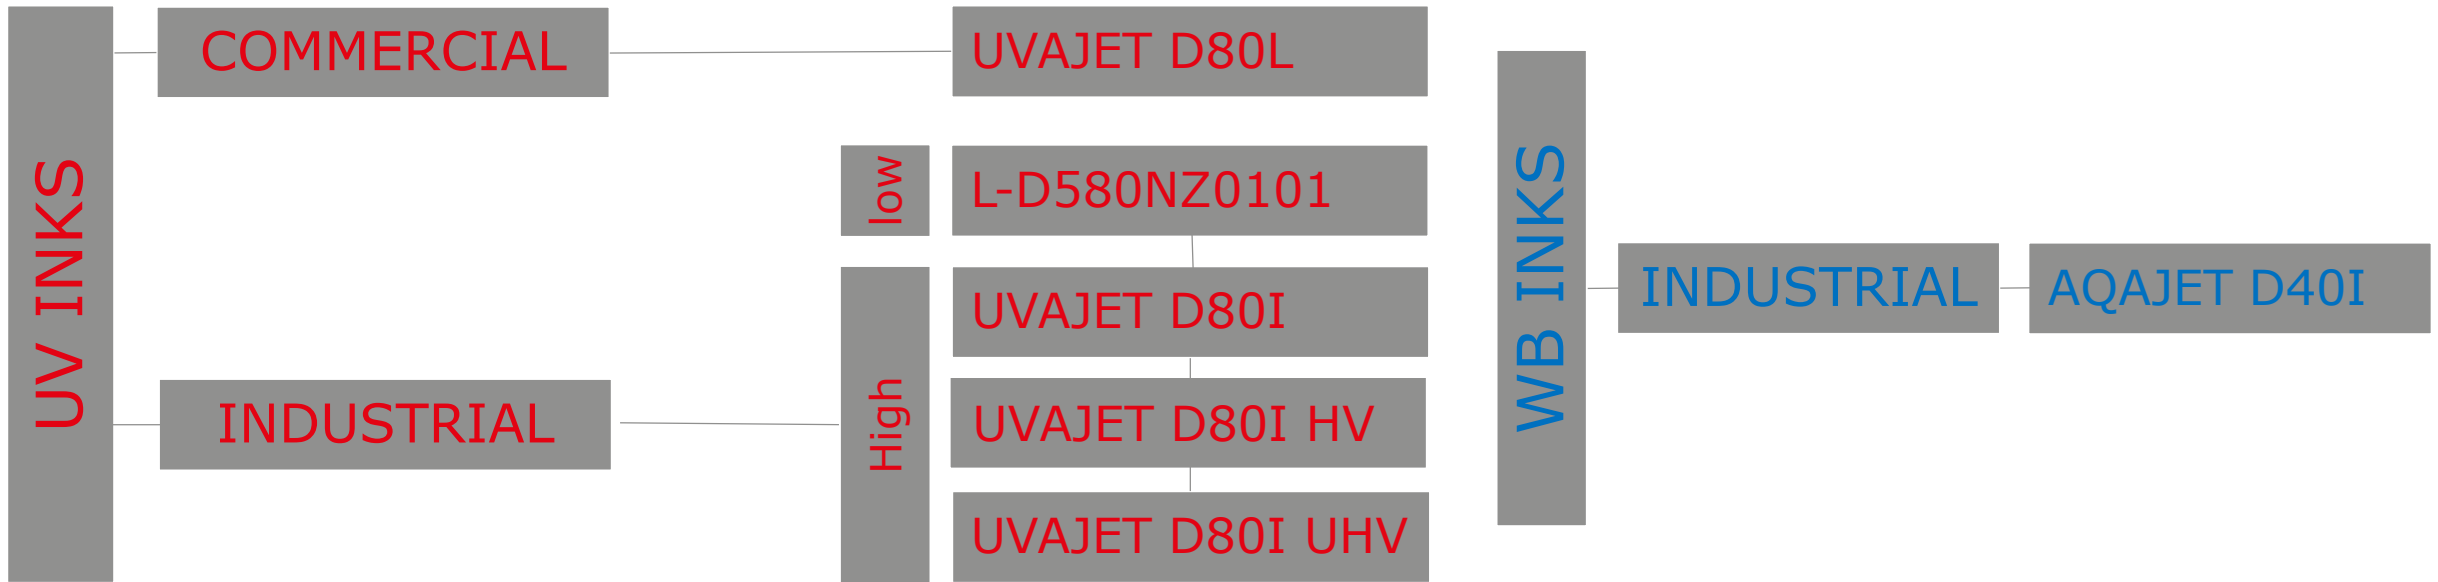 UV INKS
COMMERCIAL
UVAJET D80L
INDUSTRIAL
low
L-D580NZ0101
High
UVAJET D80I
UVAJET D80I HV
UVAJET D80I UHV
WB INKS
INDUSTRIAL
AQAJET D40I